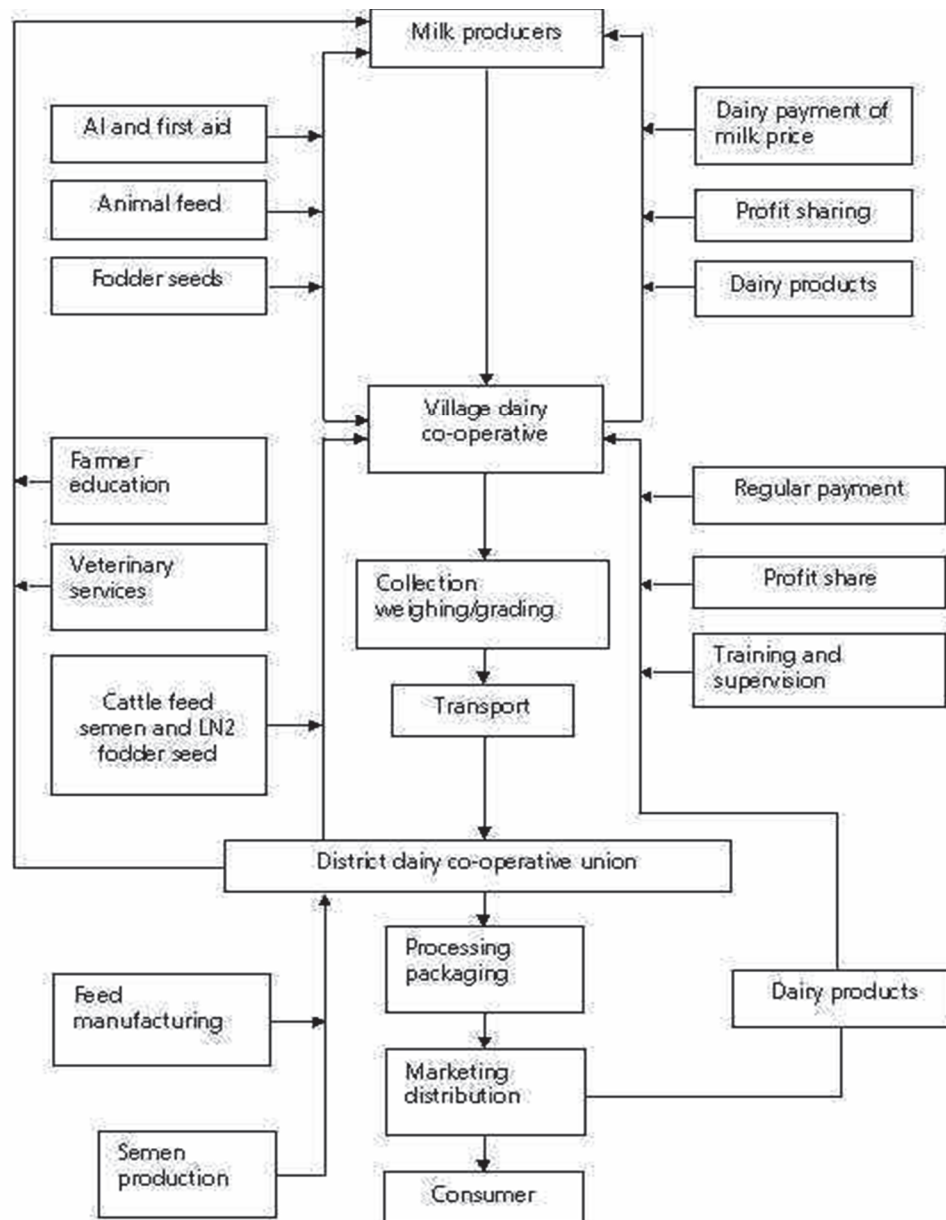 Milk producers
AI and first aid
Dairy payment of
milk price
Animal feed
Profit sharing
Fodder seeds
Dairy products
Village dairy
co-operative
Farmer
education
Regular payment
Veterinary
services
Collection
weighing/grading
Profit share
Training and
supervision
Cattle feed
semen and LN2
fodder seed
Transport
District dairy co-operative union
Processing
packaging
Feed
manufacturing
Dairy products
Marketing
distribution
Semen
production
Consumer